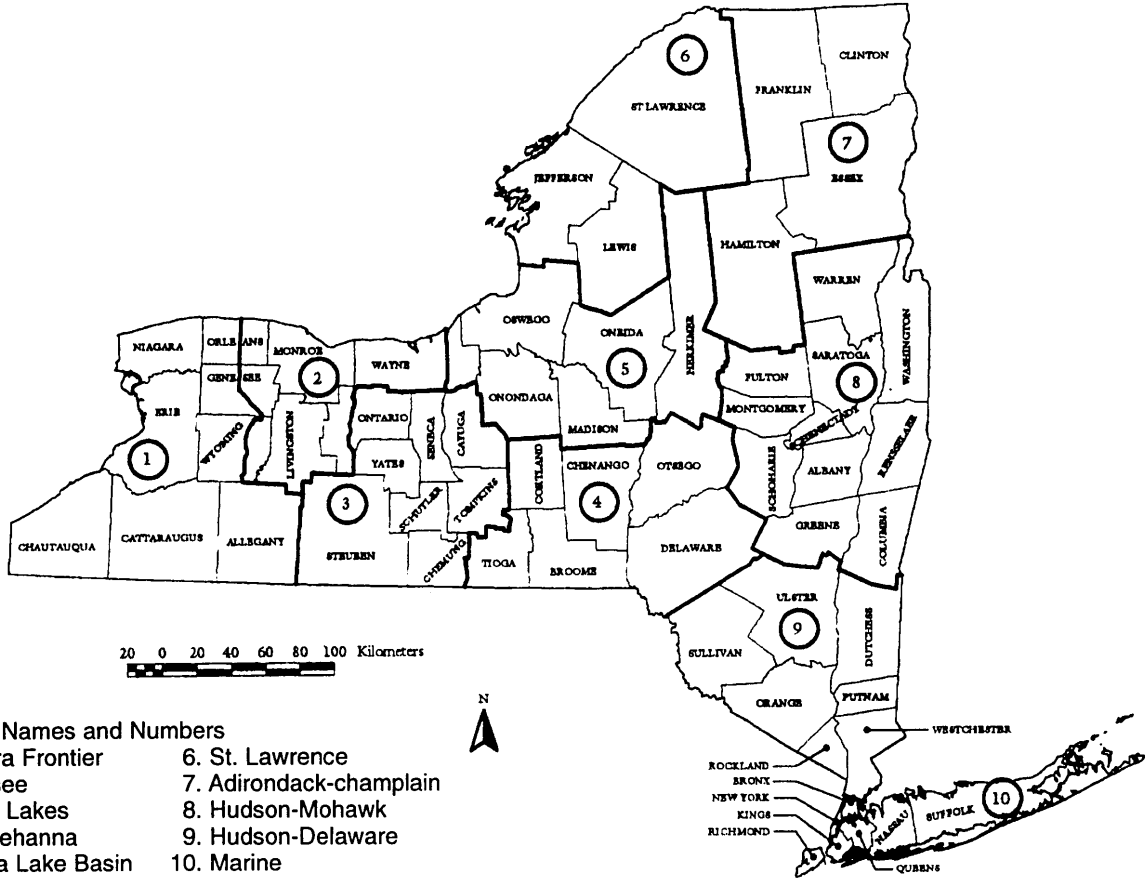 6
CLINTON
FRANKLIN
ST LAWRENCE
7
ESSEX
JEFFERSON
LEWIS
HAMILTON
WARREN
OSWEGO
ONEIDA
HERKIMER
WASHINGTON
NIAGARA
ORLEANS
MONROE
WAYNE
5
SARATOGA
FULTON
8
GENESEE
2
ERIE
ONTARIO
SENECA
CAYUGA
ONONDAGA
MONTGOMERY
SCHENECTADY
MADISON
WYOMING
LIVINGSTON
1
YATES
CORTLAND
CHENANGO
OTSEGO
SCHOHARIE
ALBANY
RENSSELAER
3
SCHUYLER
TOMPKINS
4
GREENE
COLUMBIA
CHAUTAUQUA
CATTARAUGUS
ALLEGANY
STEUBEN
CHEMUNG
TIOGA
BROOME
DELAWARE
ULSTER
9
DUTCHESS
20 0 20 40 60 80 100 Kilometers
SULLIVAN
ORANGE
PUTNAM
N
WESTCHESTER
ROCKLAND
BRONX
NEW YORK
KINGS
RICHMOND
NASSAU
SUFFOLK
10
QUEENS
Names and Numbers
ra Frontier 6. St. Lawrence
see 7. Adirondack-champlain
Lakes 8. Hudson-Mohawk
ehanna 9. Hudson-Delaware
a Lake Basin 10. Marine